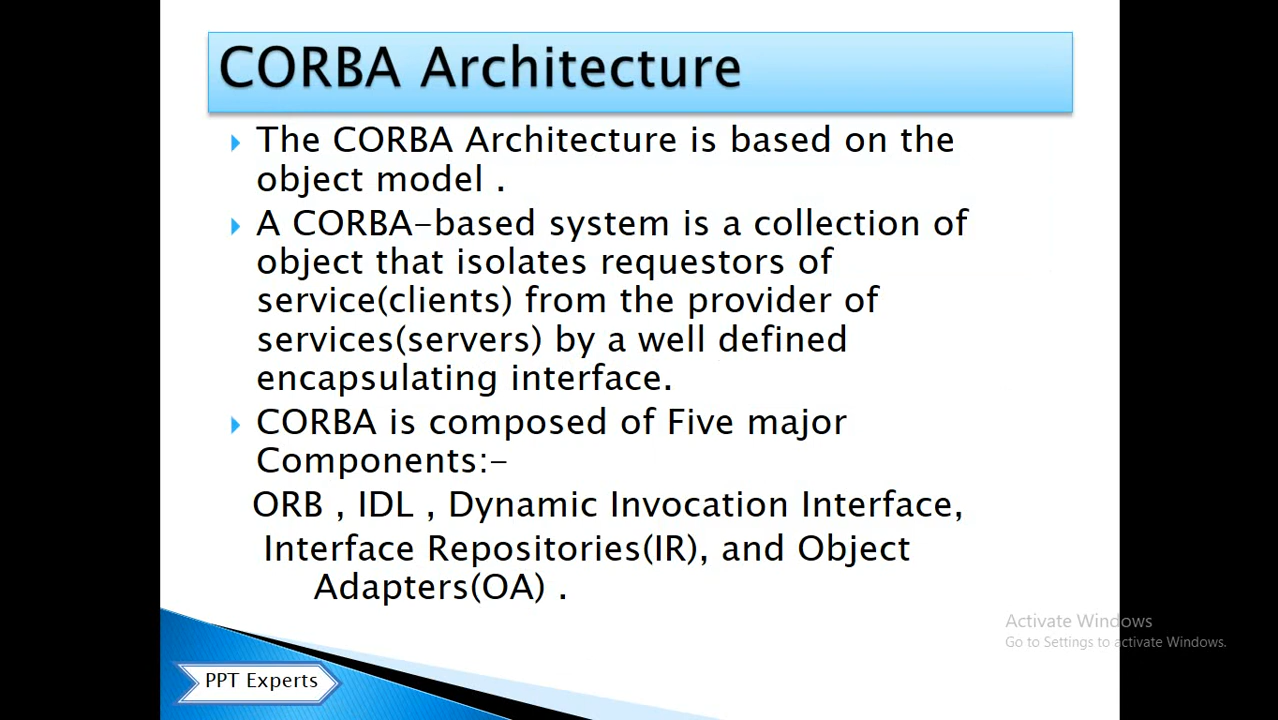 CORBA Architecture
The CORBA Architecture is based on the
object model .
A CORBA-based system is a collection of
object that isolates requestors of
service(clients) from the provider of
services(servers) by a well defined
encapsulating interface.
CORBA is composed of Five major
Components:-
ORB , IDL , Dynamic Invocation Interface,
Interface Repositories(IR), and Object
Adapters(OA) .
Activate Windows
Go to Settings to activate Windows.
PPT Experts